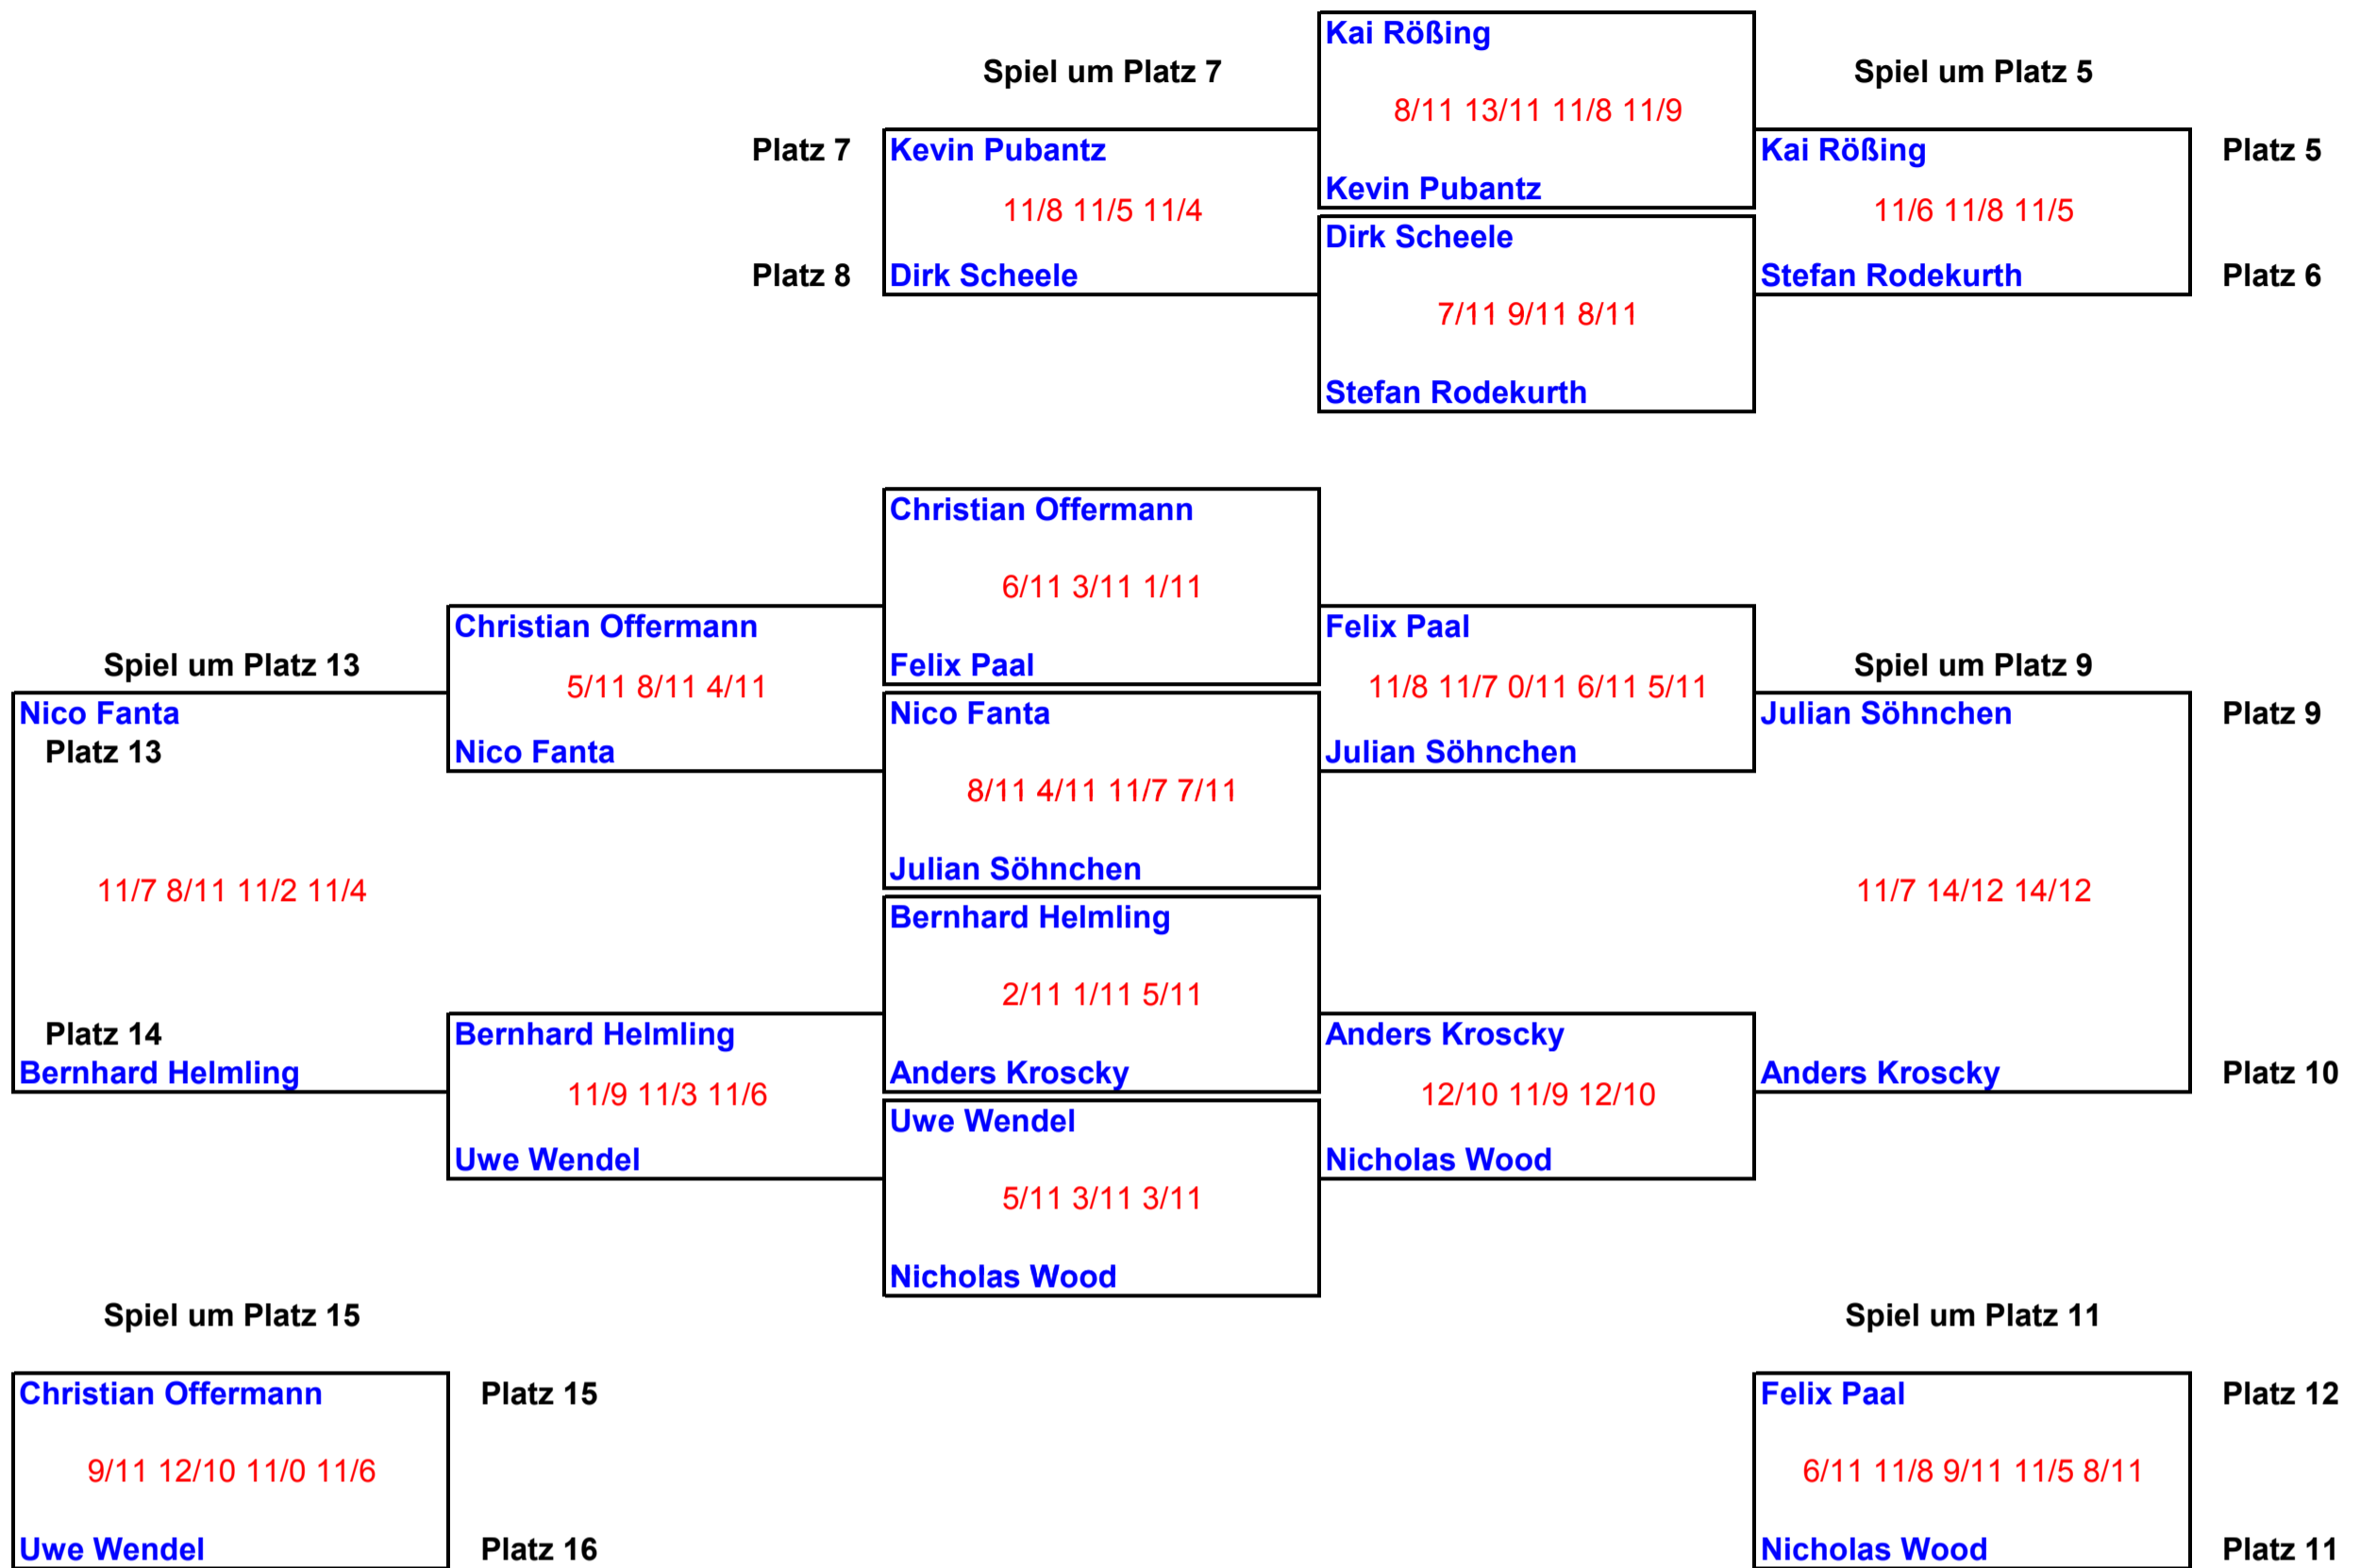 Kai Rößing
Spiel um Platz 7 Spiel um Platz 5
8/11 13/11 11/8 11/9
Platz 7 Kevin Pubantz Kai Rößing Platz 5
Kevin Pubantz
11/8 11/5 11/4 11/6 11/8 11/5
Dirk Scheele
Platz 8 Dirk Scheele Stefan Rodekurth Platz 6
7/11 9/11 8/11
Stefan Rodekurth
Christian Offermann
6/11 3/11 1/11
Christian Offermann Felix Paal
Spiel um Platz 13 Felix Paal Spiel um Platz 9
5/11 8/11 4/11 11/8 11/7 0/11 6/11 5/11
Nico Fanta Nico Fanta Julian Söhnchen Platz 9
Platz 13 Nico Fanta Julian Söhnchen
8/11 4/11 11/7 7/11
Julian Söhnchen
11/7 8/11 11/2 11/4 11/7 14/12 14/12
Bernhard Helmling
2/11 1/11 5/11
Platz 14 Bernhard Helmling Anders Kroscky
Bernhard Helmling Anders Kroscky Anders Kroscky Platz 10
11/9 11/3 11/6 12/10 11/9 12/10
Uwe Wendel
Uwe Wendel Nicholas Wood
5/11 3/11 3/11
Nicholas Wood
Spiel um Platz 15 Spiel um Platz 11
Christian Offermann Platz 15 Felix Paal Platz 12
9/11 12/10 11/0 11/6 6/11 11/8 9/11 11/5 8/11
Uwe Wendel Platz 16 Nicholas Wood Platz 11